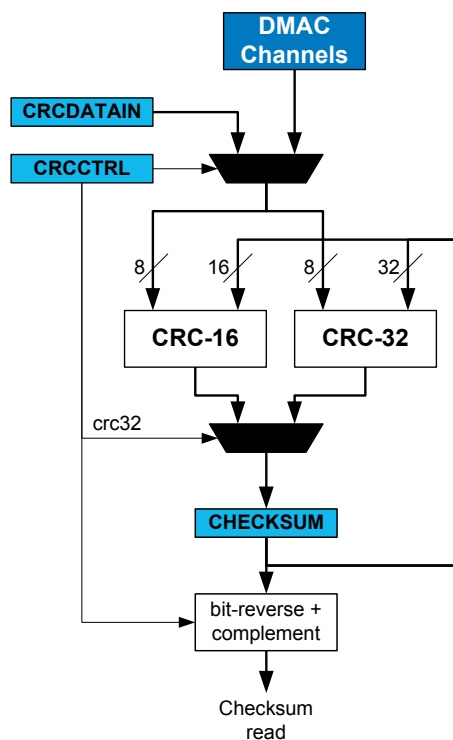 DMAC
Channels
CRCDATAIN
CRCCTRL
8
16
8
32
CRC-16
CRC-32
crc32
CHECKSUM
bit-reverse +
complement
Checksum
read